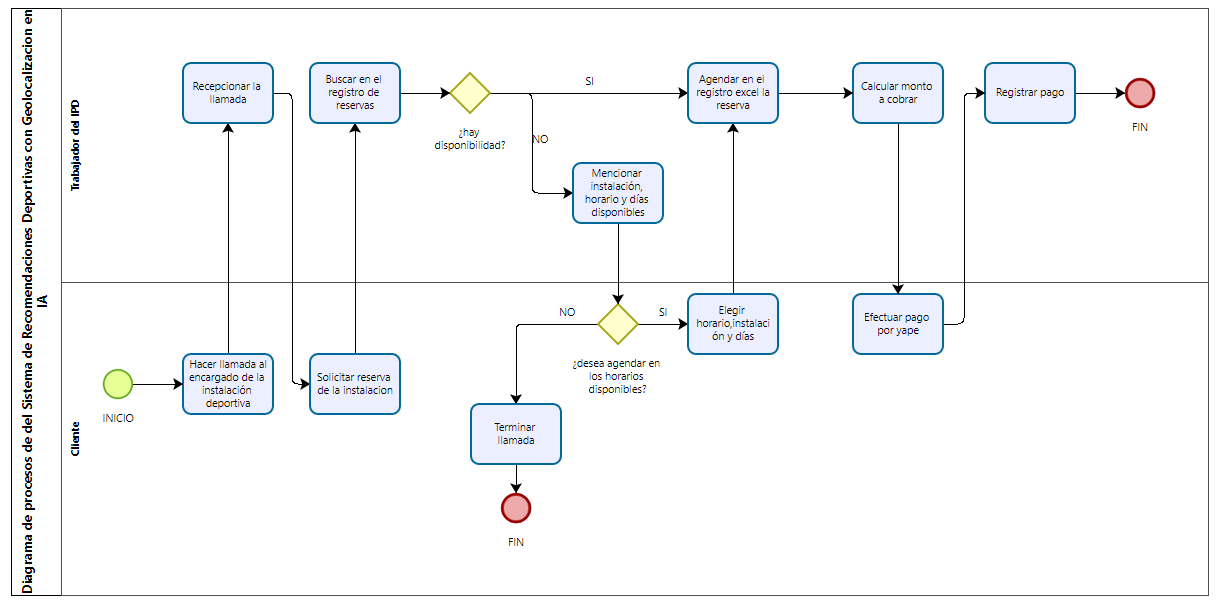 Diagrama de procesos de del Sistema de Recomendaciones Deportivas con Geolocalizacion en
IA
Trabajador del IPD
Recepcionar la
llamada
Buscar en el
registro de
reservas
¿hay
disponibilidad?
SI
NO
Mencionar
instalación,
horario y días
disponibles
Agendar en el
registro excel la
reserva
Calcular monto
a cobrar
Registrar pago
FIN
Cliente
INICIO
Hacer llamada al
encargado de la
instalación
deportiva
Solicitar reserva
de la instalacion
NO
SI
¿desea agendar en
los horarios
disponibles?
Elegir
horario,instalaci
ón y días
Efectuar pago
por yape
Terminar
llamada
FIN